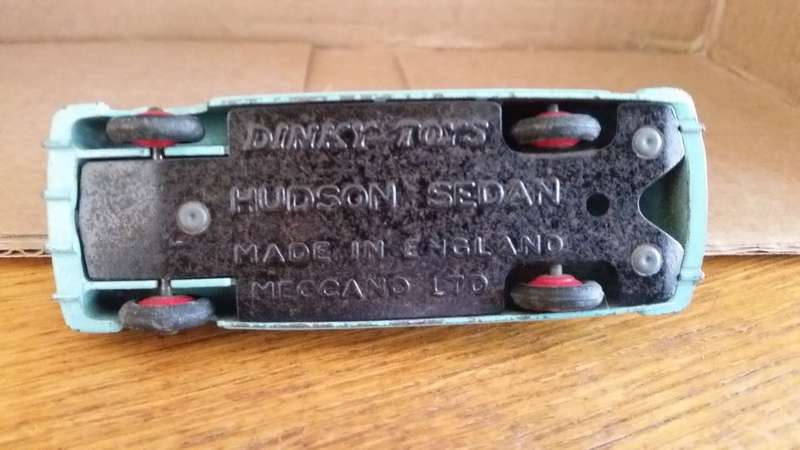 DINKY TOYS
HUDSON SEDAN
MADE IN ENGLAND
MECCANO LTD